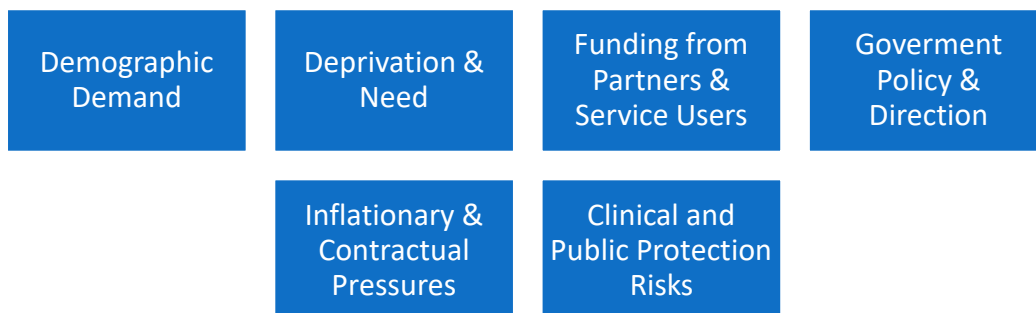 Demographic
Demand
Deprivation &
Need
Funding from
Partners &
Service Users
Goverment
Policy &
Direction
Inflationary &
Contractual
Pressures
Clinical and
Public Protection
Risks